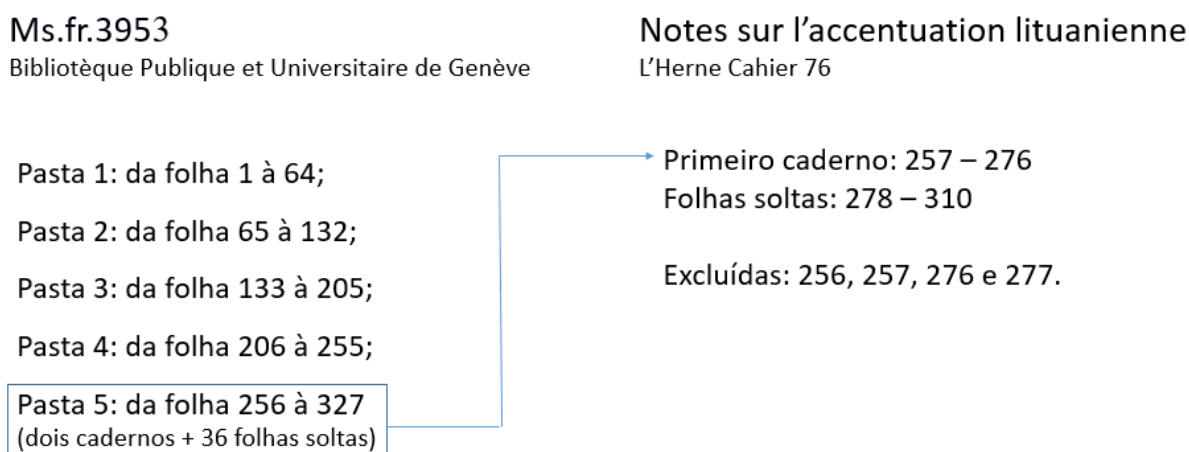 Ms.fr.3953
Bibliotèque Publique et Universitaire de Genève
Pasta 1: da folha 1 à 64;
Pasta 2: da folha 65 à 132;
Pasta 3: da folha 133 à 205;
Pasta 4: da folha 206 à 255;
Pasta 5: da folha 256 à 327
(dois cadernos + 36 folhas soltas)
Notes sur l’accentuation lituanienne
L’Herne Cahier 76
Primeiro caderno: 257 – 276
Folhas soltas: 278 – 310
Excluídas: 256, 257, 276 e 277.